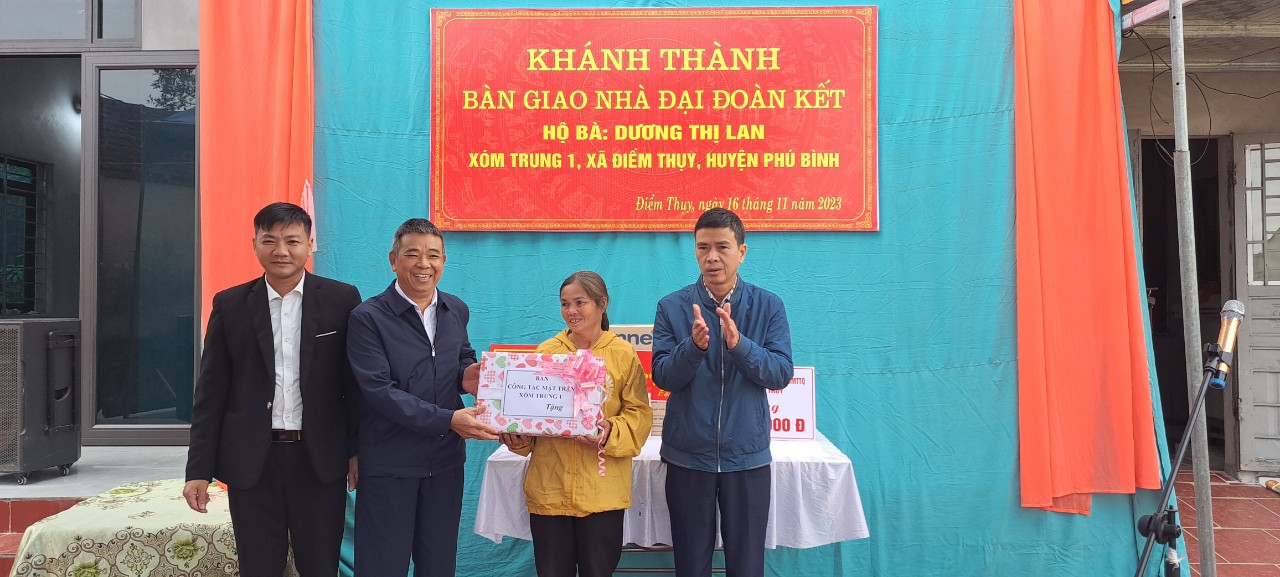 KHÁNH THÀNH
BÀN GIAO NHÀ ĐẠI ĐOÀN KẾT
HỘ BÀ: DƯƠNG THỊ LAN
XÓM TRUNG 1, XÃ ĐIỀM THỤY, HUYỆN PHÚ BÌNH
Điềm Thụy, ngày 16 tháng 11 năm 2023
BAN
CÔNG TÁC MẶT TRẬN
XÓM TRUNG 1
Tặng